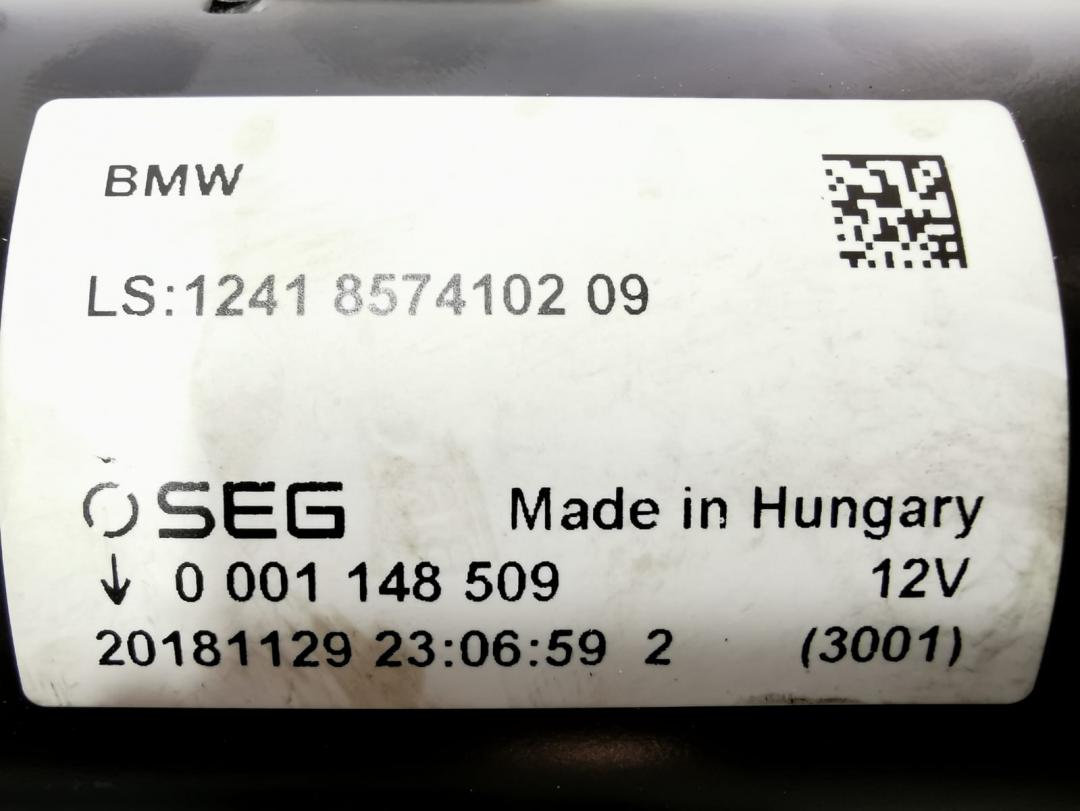 BMW
LS:1241 8574102 09
SEG Made in Hungary
↓ 0 001 148 509 12V
20181129 23:06:59 2 (3001)